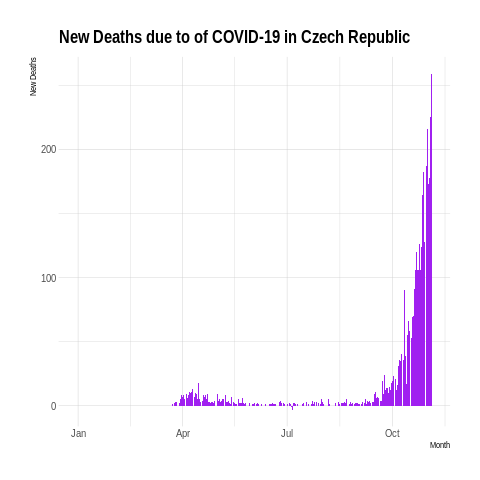 New Deaths due to of COVID-19 in Czech Republic
New Deaths
200
100
0
Jan Apr Jul Oct
Month